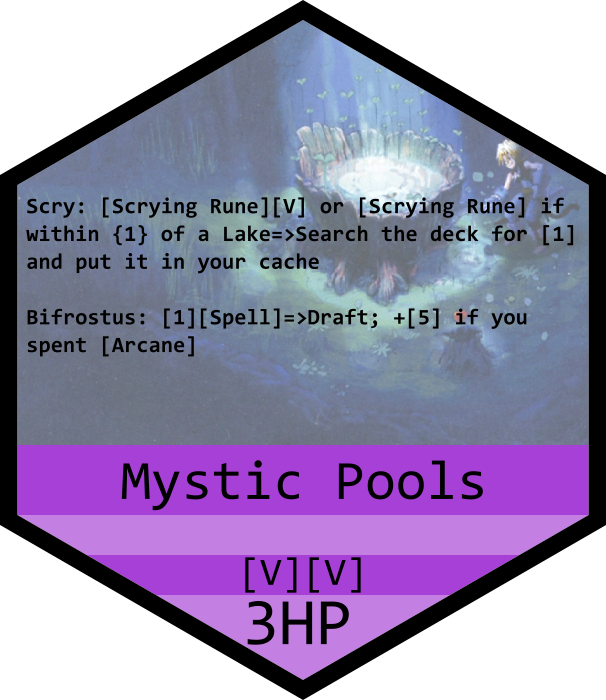 Scry: [Scrying Rune][V] or [Scrying Rune] if
within {1} of a Lake=>Search the deck for [1]
and put it in your cache
Bifrostus: [1][Spell]=>Draft; +[5] if you
spent [Arcane]
Mystic Pools
[V][V]
3HP